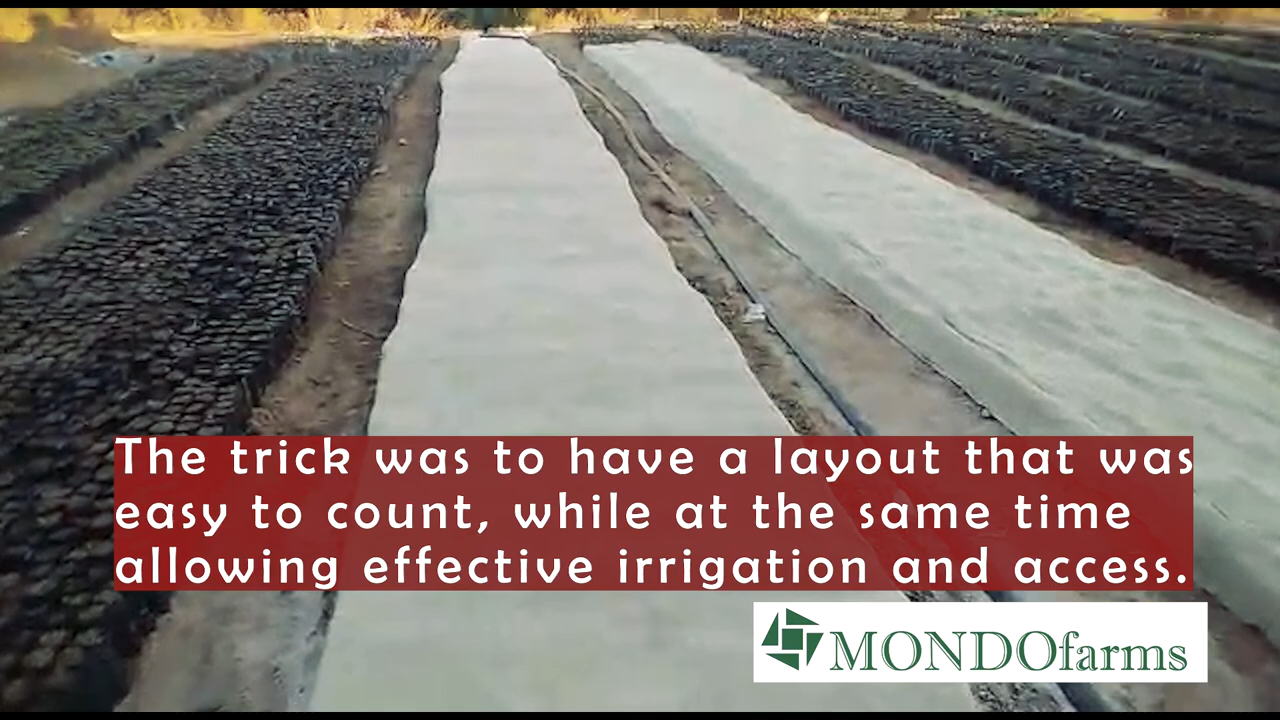 The trick was to have a layout that was
easy to count, while at the same time
allowing effective irrigation and access.
MONDOfarms